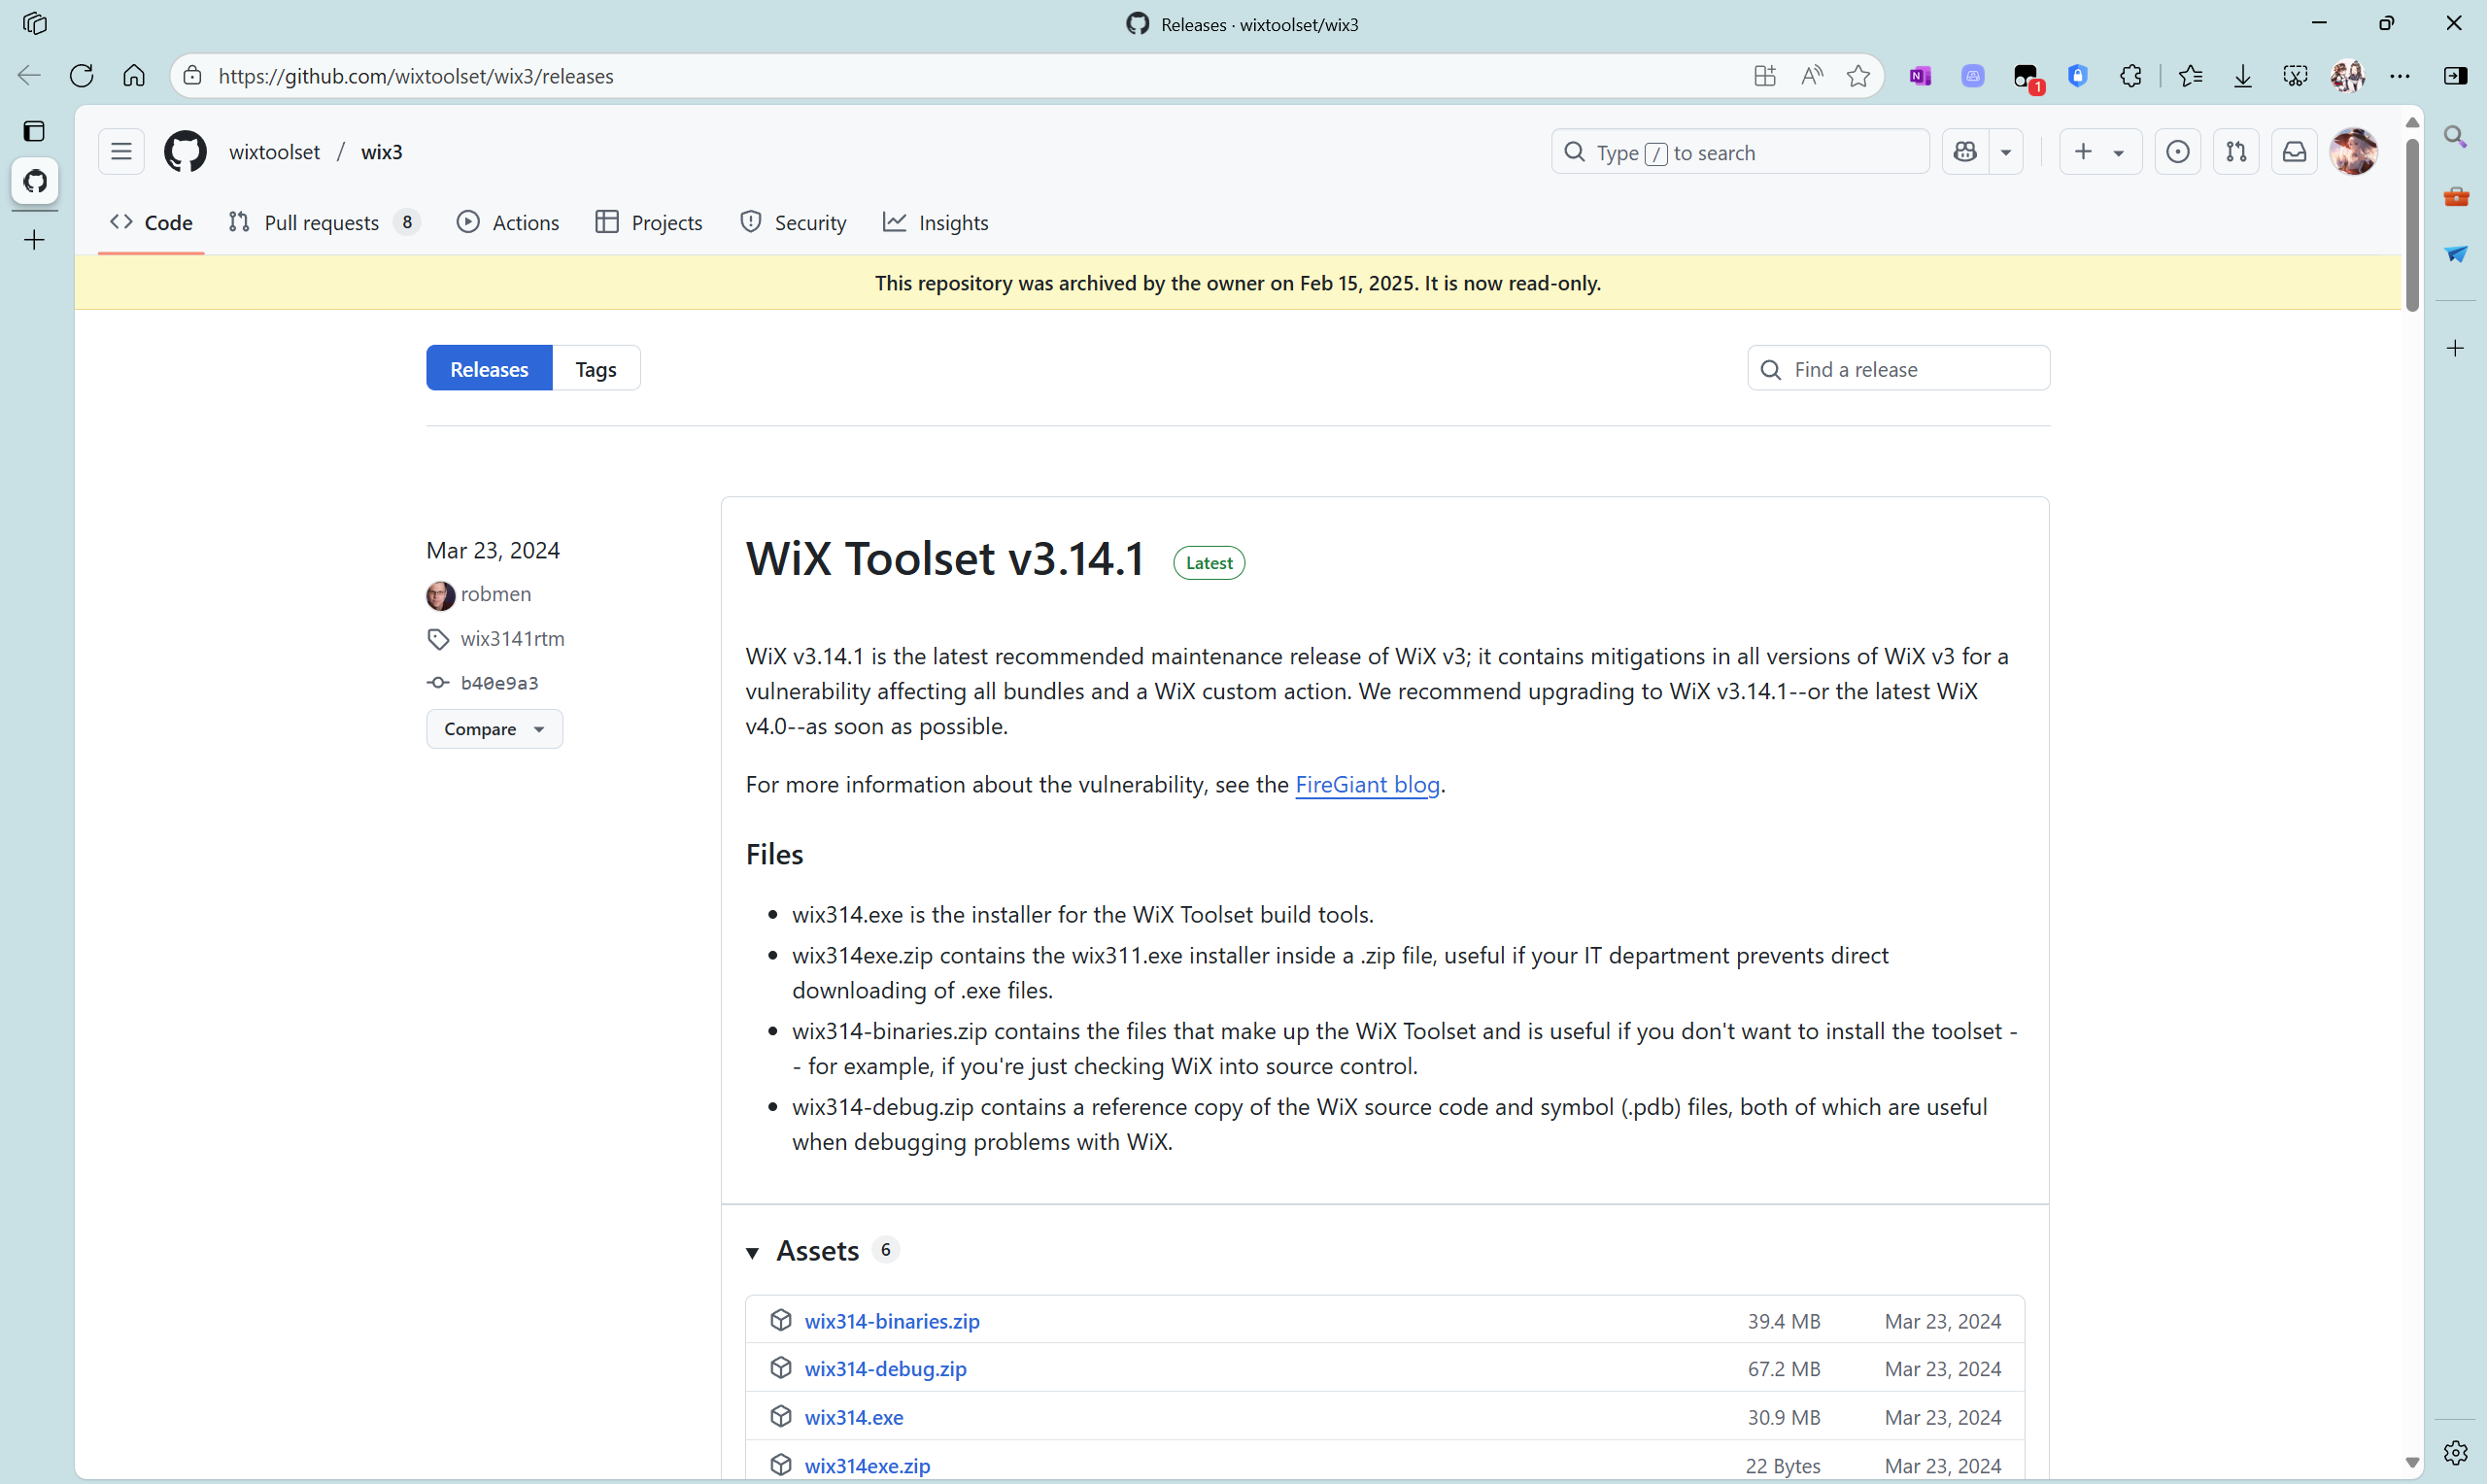 Releases · wixtoolset/wix3
https://github.com/wixtoolset/wix3/releases
1
wixtoolset / wix3
Type / to search
Code
Pull requests 8
Actions
Projects
Security
Insights
This repository was archived by the owner on Feb 15, 2025. It is now read-only.
Releases
Tags
Find a release
Mar 23, 2024
robmen
wix3141rtm
b40e9a3
Compare
WiX Toolset v3.14.1 Latest
WiX v3.14.1 is the latest recommended maintenance release of WiX v3; it contains mitigations in all versions of WiX v3 for a
vulnerability affecting all bundles and a WiX custom action. We recommend upgrading to WiX v3.14.1--or the latest WiX
v4.0--as soon as possible.
For more information about the vulnerability, see the FireGiant blog.
Files
• wix314.exe is the installer for the WiX Toolset build tools.
• wix314exe.zip contains the wix311.exe installer inside a .zip file, useful if your IT department prevents direct
downloading of .exe files.
• wix314-binaries.zip contains the files that make up the WiX Toolset and is useful if you don't want to install the toolset -
- for example, if you're just checking WiX into source control.
• wix314-debug.zip contains a reference copy of the WiX source code and symbol (.pdb) files, both of which are useful
when debugging problems with WiX.
Assets 6
wix314-binaries.zip 39.4 MB Mar 23, 2024
wix314-debug.zip 67.2 MB Mar 23, 2024
wix314.exe 30.9 MB Mar 23, 2024
wix314exe.zip 22 Bytes Mar 23, 2024